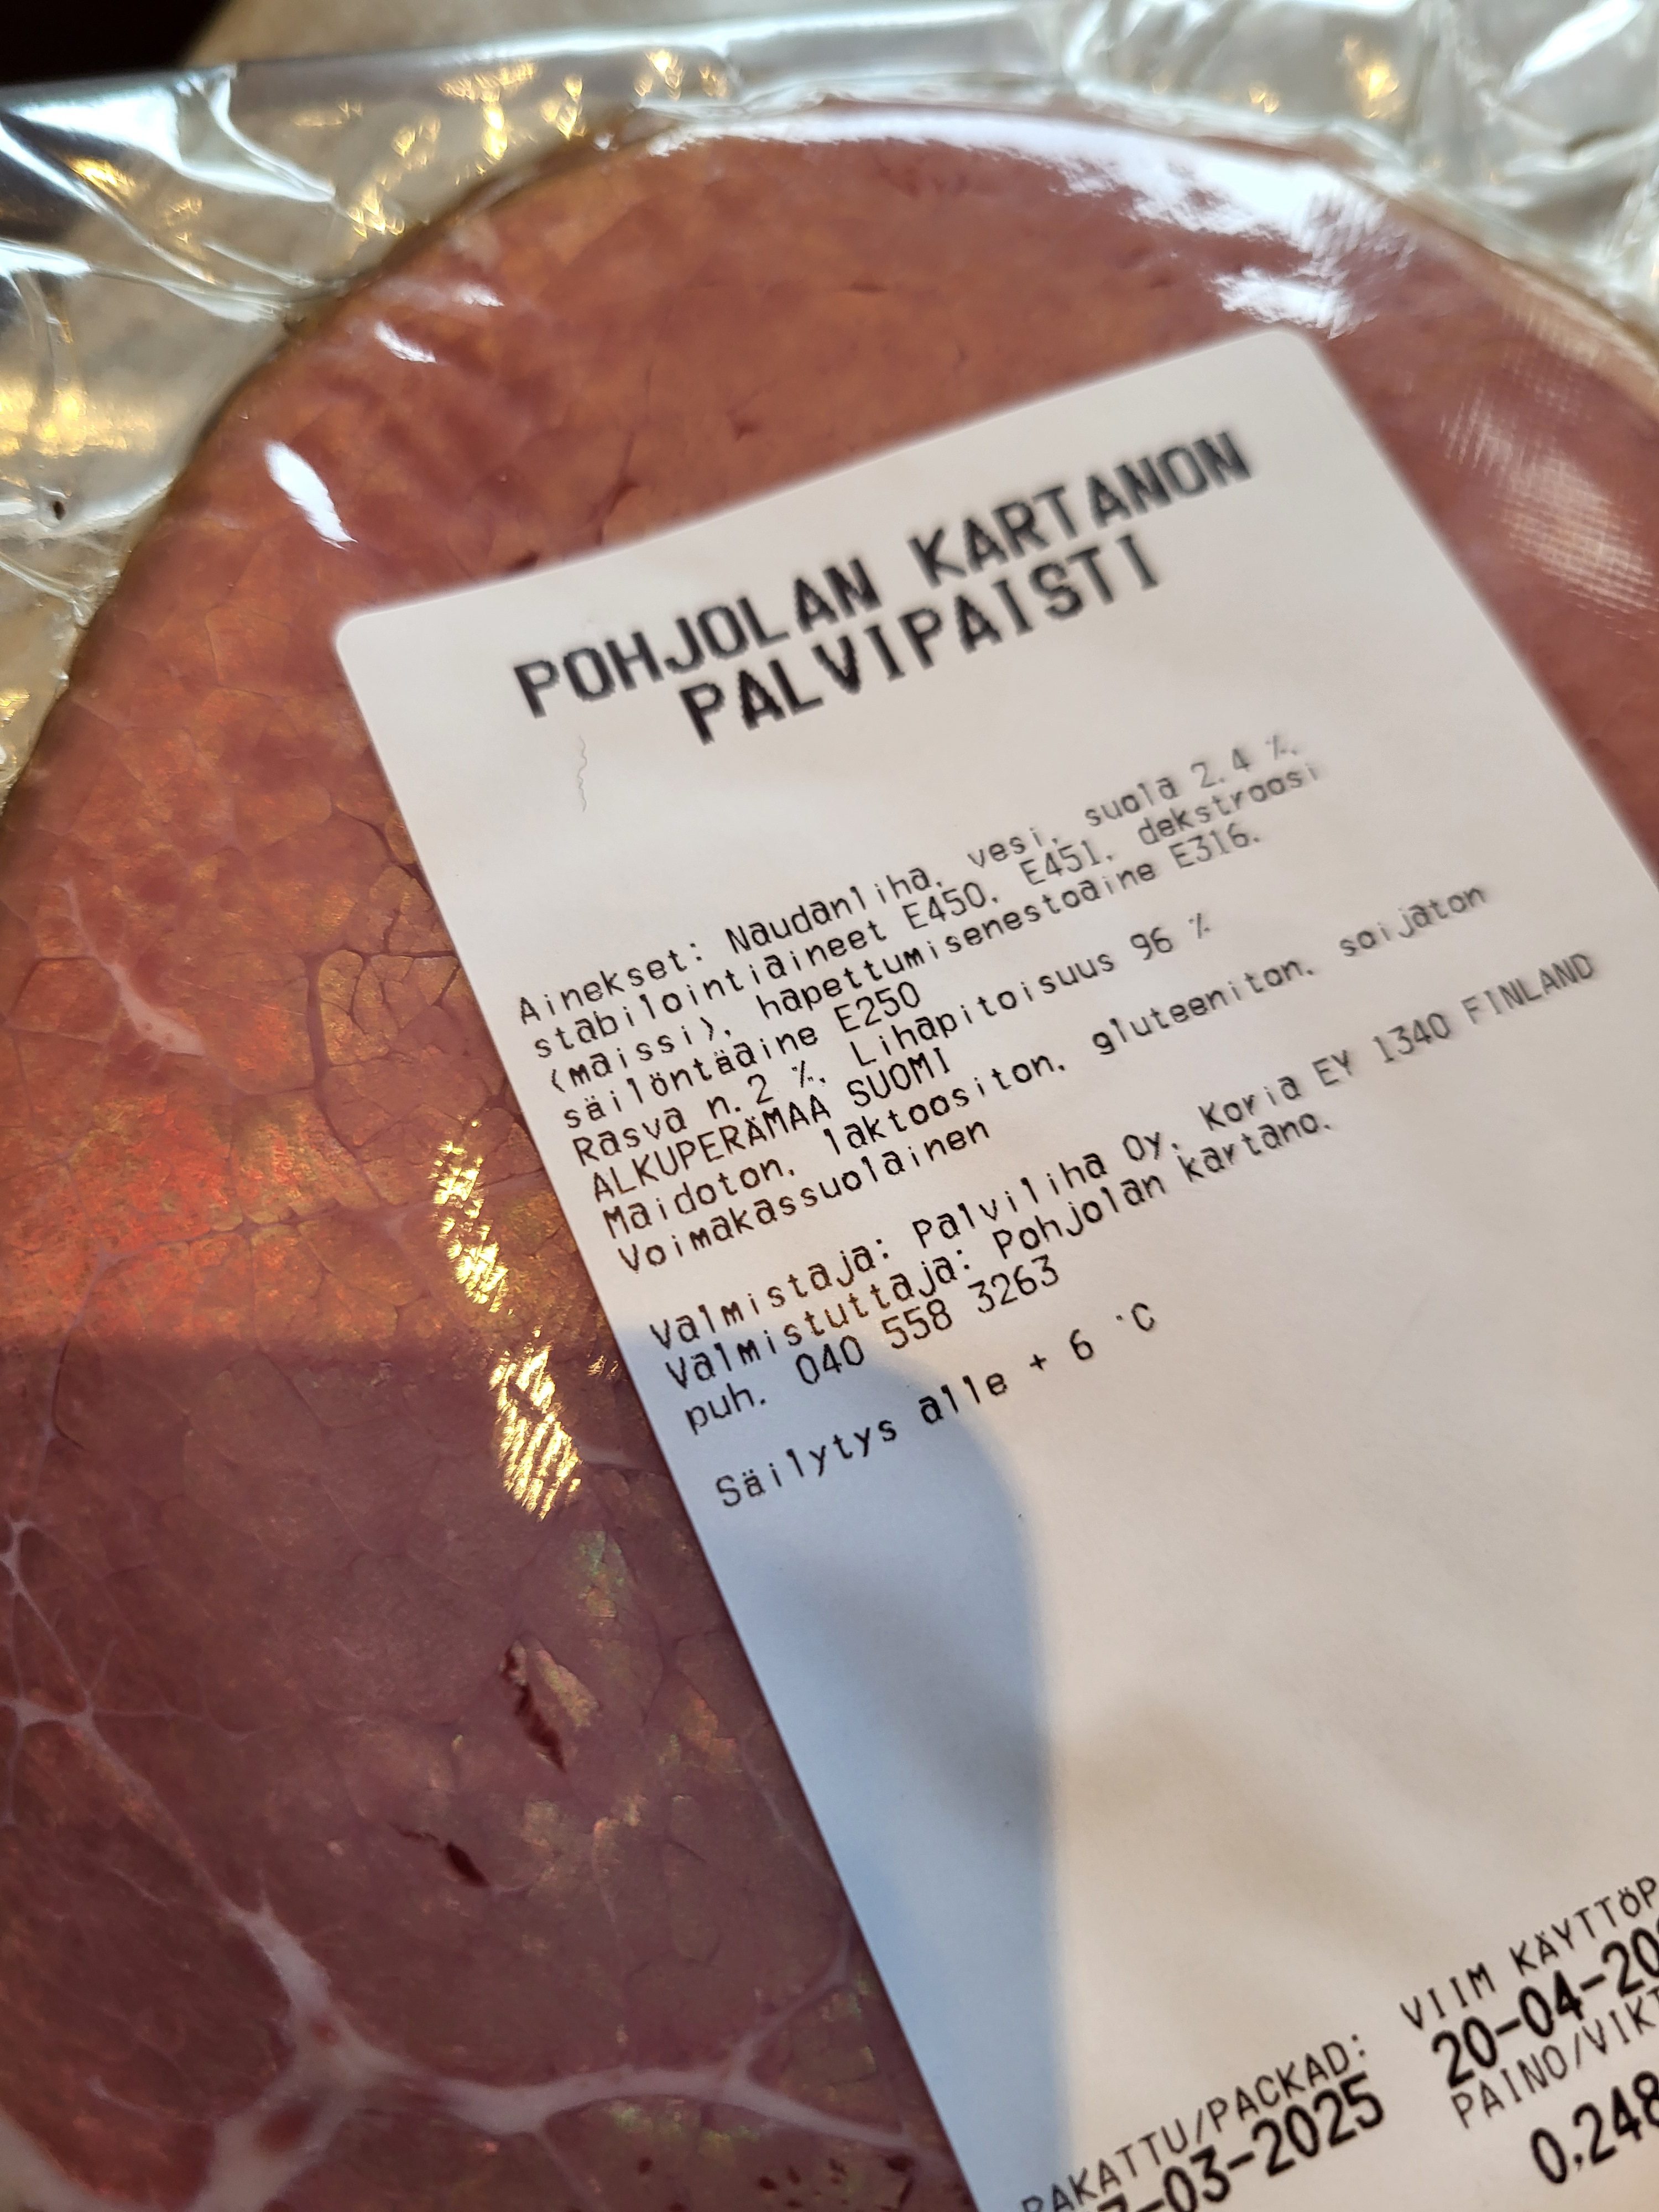 POHJOLAN KARTANON
PALVIPAISTI
Ainekset: Naudanliha, vesi, suola 2.4 %,
stabilointiaineet E450, E451, dekstroosi
(maissi), hapettumisenestoaine E316.
säilöntäaine E250
Rasva n. 2 %, Lihapitoisuus 96 %
ALKUPERÄMAA SUOMI
Maidoton, laktoositon, gluteeniton, soijaton
Voimakassuolainen
Valmistaja: Palviliha Oy, Koria EY 1340 FINLAND
Valmistuttaja: Pohjolan kartano.
puh. 040 558 3263
Säilytys alle + 6 °C
PAKATTU/PACKAD: VIIM KÄYTTÖP
-03-2025 20-04-20
PAINO/VIKT
0,248